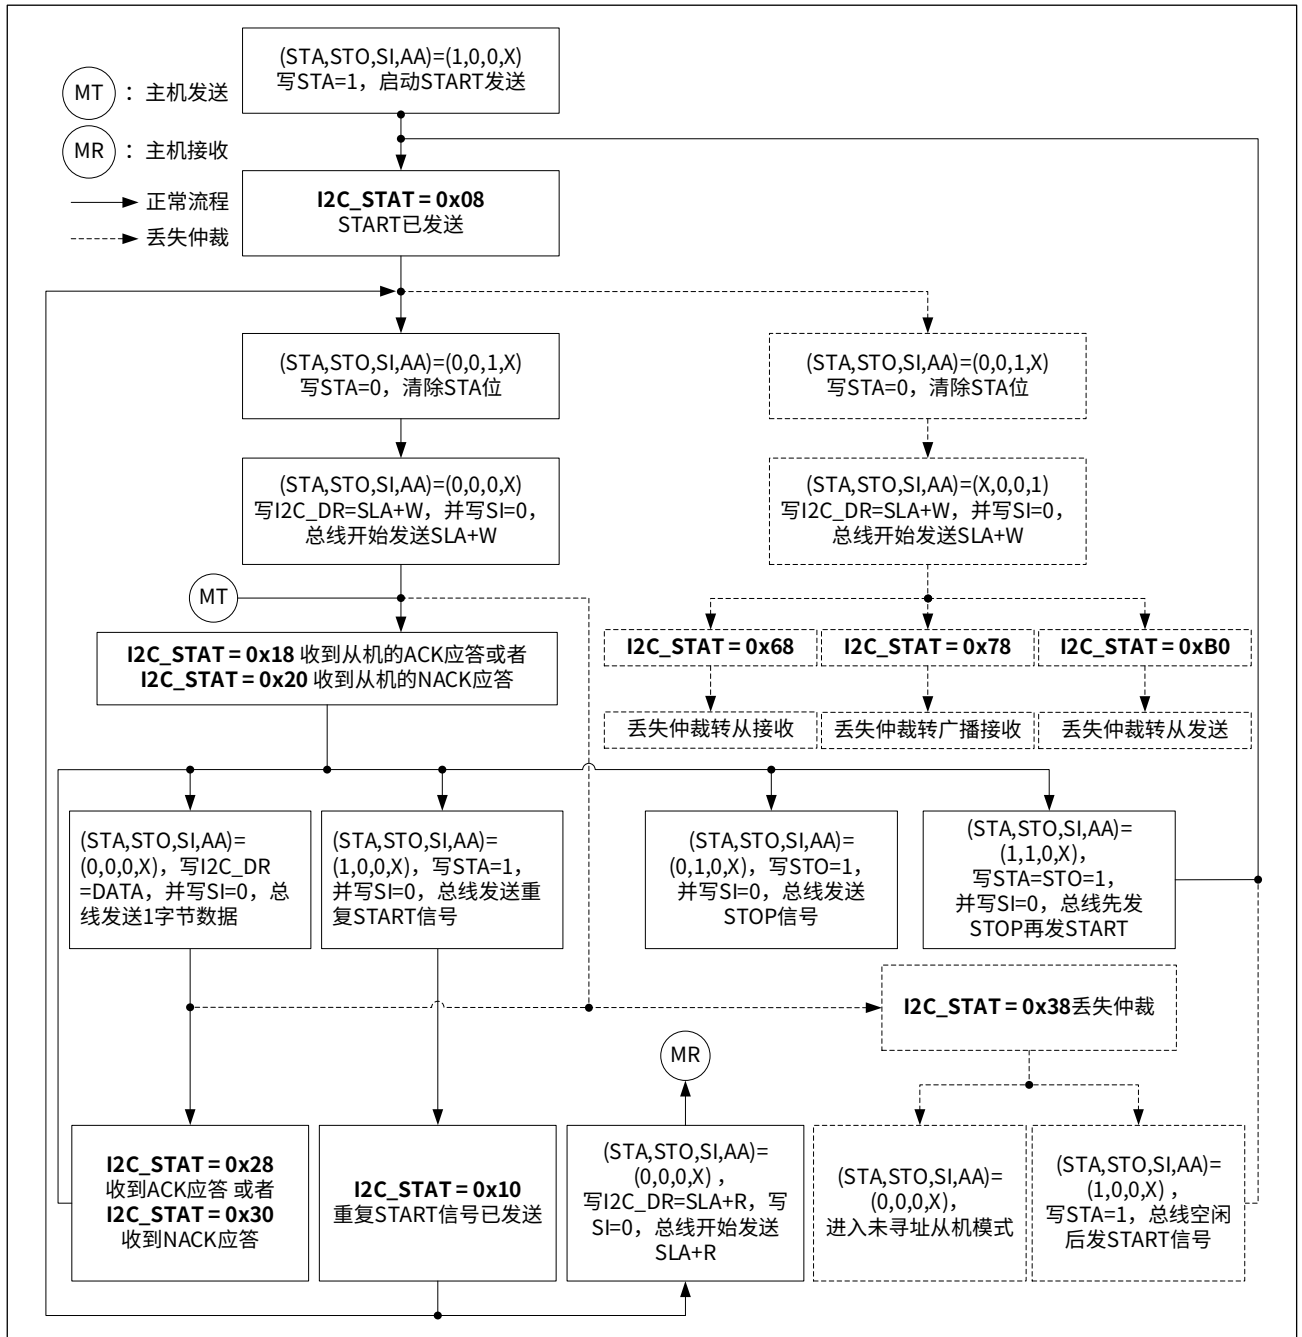 (STA,STO,SI,AA)=(1,0,0,X)
写STA=1，启动START发送
MT ：主机发送
MR ：主机接收
正常流程
丢失仲裁
I2C_STAT = 0x08
START已发送
(STA,STO,SI,AA)=(0,0,1,X)
写STA=0，清除STA位
(STA,STO,SI,AA)=(0,0,1,X)
写STA=0，清除STA位
(STA,STO,SI,AA)=(0,0,0,X)
写I2C_DR=SLA+W，并写SI=0，
总线开始发送SLA+W
(STA,STO,SI,AA)=(X,0,0,1)
写I2C_DR=SLA+W，并写SI=0，
总线开始发送SLA+W
MT
I2C_STAT = 0x18 收到从机的ACK应答或者
I2C_STAT = 0x20 收到从机的NACK应答
I2C_STAT = 0x68
I2C_STAT = 0x78
I2C_STAT = 0xB0
丢失仲裁转从接收
丢失仲裁转广播接收
丢失仲裁转从发送
(STA,STO,SI,AA)=
(0,0,0,X)，写I2C_DR
=DATA，并写SI=0，总
线发送1字节数据
(STA,STO,SI,AA)=
(1,0,0,X)，写STA=1，
并写SI=0，总线发送重
复START信号
(STA,STO,SI,AA)=
(0,1,0,X)，写STO=1，
并写SI=0，总线发送
STOP信号
(STA,STO,SI,AA)=
(1,1,0,X)，
写STA=STO=1，
并写SI=0，总线先发
STOP再发START
I2C_STAT = 0x38丢失仲裁
MR
I2C_STAT = 0x28
收到ACK应答 或者
I2C_STAT = 0x30
收到NACK应答
I2C_STAT = 0x10
重复START信号已发送
(STA,STO,SI,AA)=
(0,0,0,X)，
写I2C_DR=SLA+R，写
SI=0，总线开始发送
SLA+R
(STA,STO,SI,AA)=
(0,0,0,X)，
进入未寻址从机模式
(STA,STO,SI,AA)=
(1,0,0,X)，
写STA=1，总线空闲
后发START信号